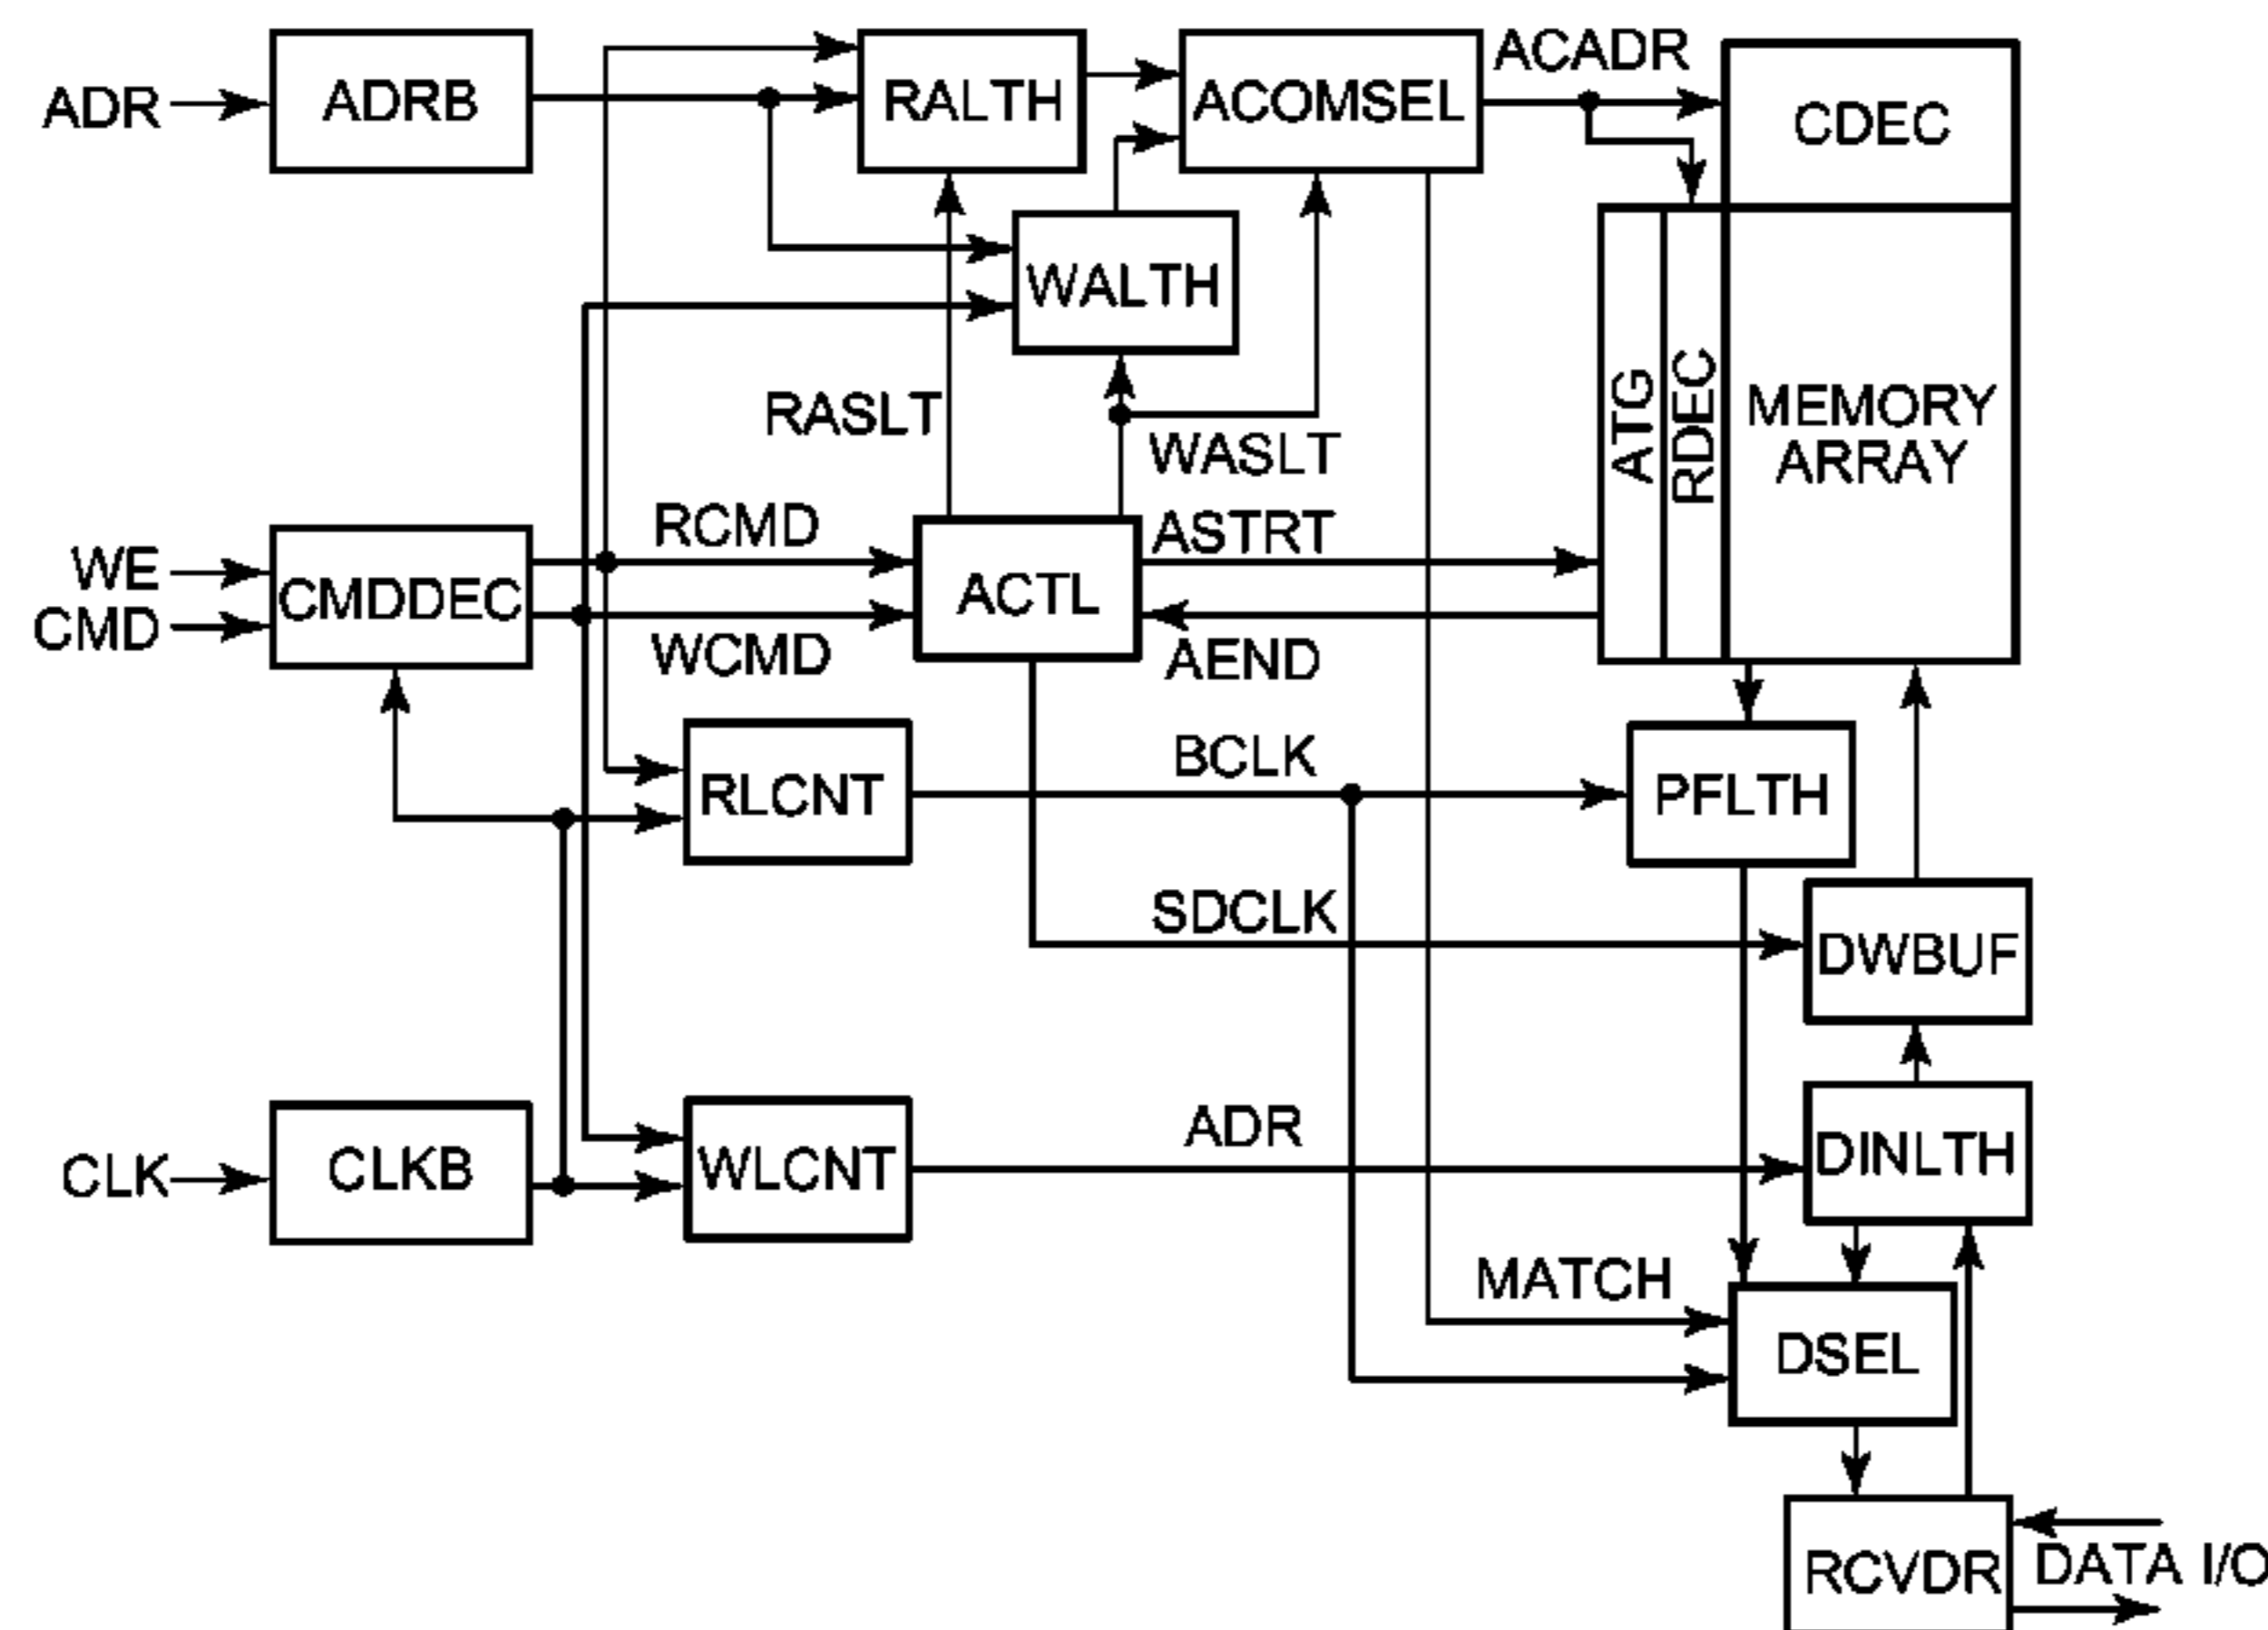 ADR
ADRB
RALTH
ACOMSEL
ACADR
CDEC
WALTH
RASLT
WASLT
ATG
RDEC
MEMORY
ARRAY
WE
CMD
CMDDEC
RCMD
WCMD
ACTL
ASTRT
AEND
RLCNT
BCLK
PFLTH
SDCLK
DWBUF
CLK
CLKB
WLCNT
ADR
DINLTH
MATCH
DSEL
RCVDR
DATA I/O